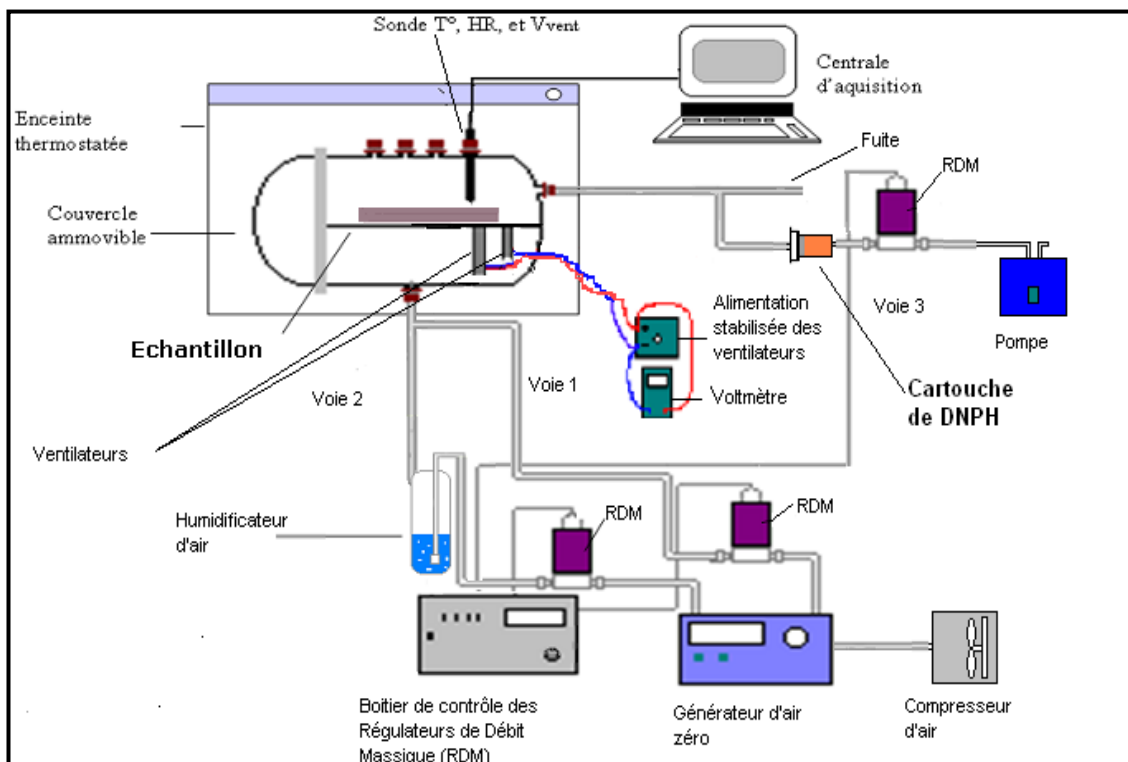 Sonde T°, HR, et Vvent
Centrale
d'aquisition
Enceinte
thermostatée
Fuite
RDM
Couvercle
ammovible
Voie 3
Pompe
Alimentation
stabilisée des
ventilateurs
Echantillon
Voie 2
Voie 1
Voltmètre
Cartouche
de DNPH
Ventilateurs
Humidificateur
d'air
RDM
RDM
Boitier de contrôle des
Régulateurs de Débit
Massique (RDM)
Générateur d'air
zéro
Compresseur
d'air